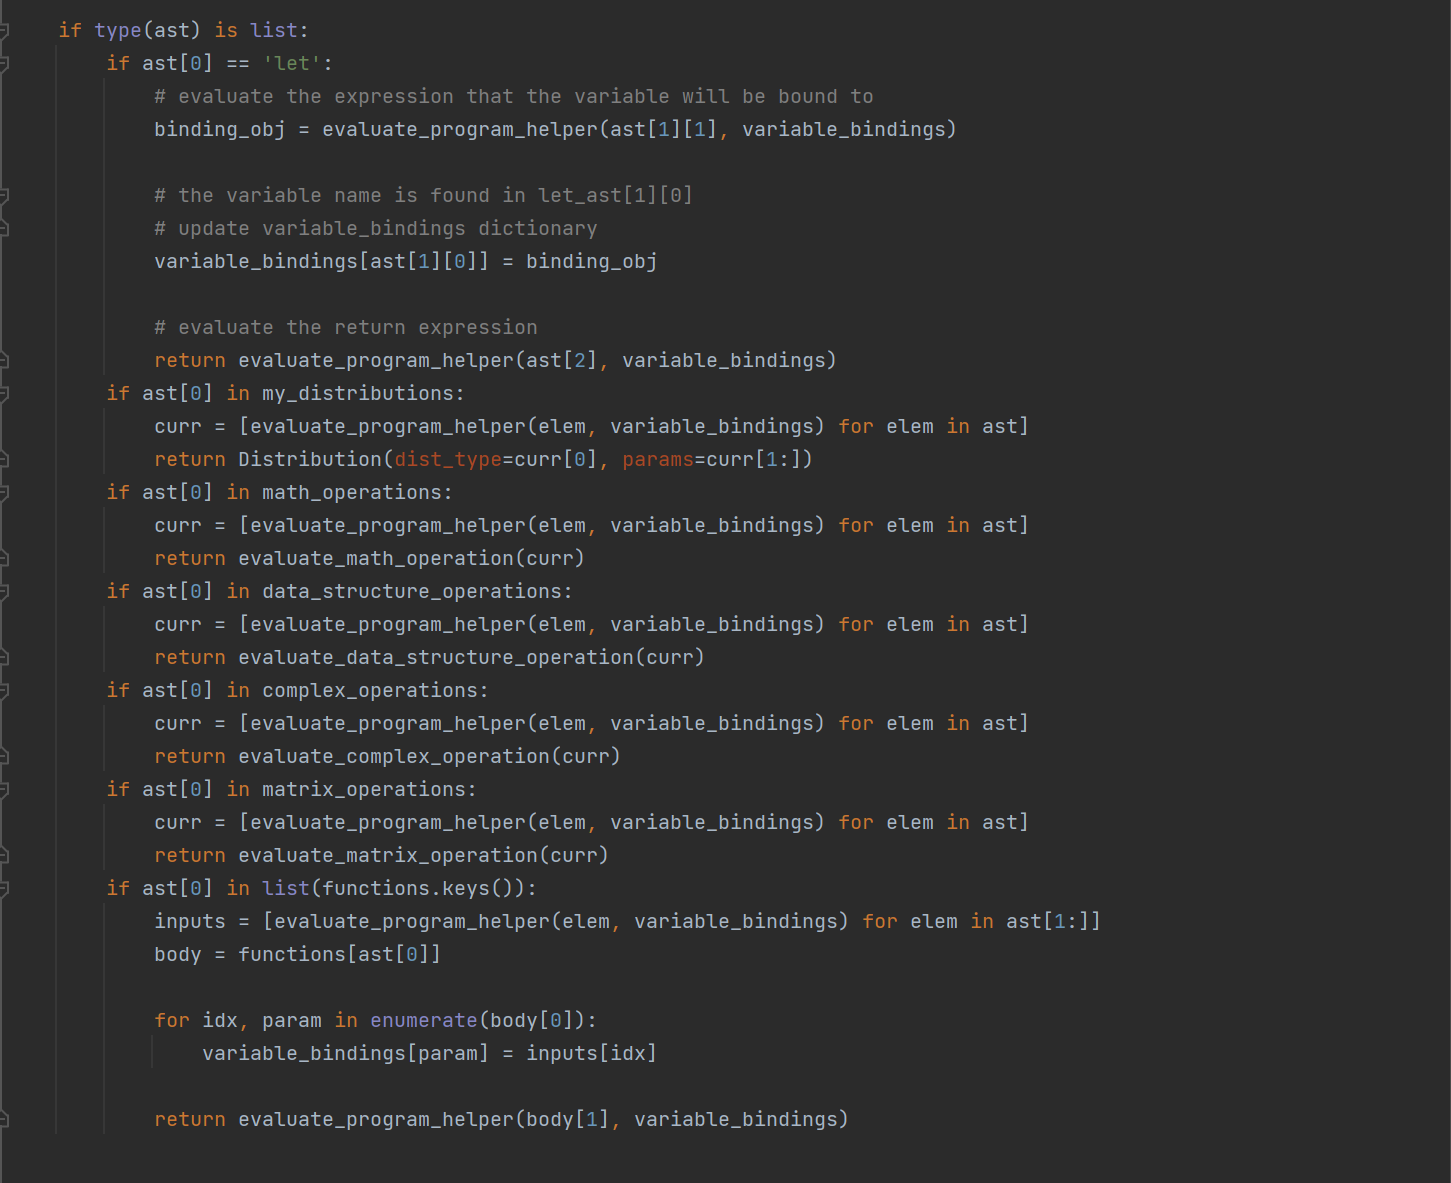 if type(ast) is list:
    if ast[0] == 'let':
        # evaluate the expression that the variable will be bound to
        binding_obj = evaluate_program_helper(ast[1][1], variable_bindings)

        # the variable name is found in let_ast[1][0]
        # update variable_bindings dictionary
        variable_bindings[ast[1][0]] = binding_obj

        # evaluate the return expression
        return evaluate_program_helper(ast[2], variable_bindings)
    if ast[0] in my_distributions:
        curr = [evaluate_program_helper(elem, variable_bindings) for elem in ast]
        return Distribution(dist_type=curr[0], params=curr[1:])
    if ast[0] in math_operations:
        curr = [evaluate_program_helper(elem, variable_bindings) for elem in ast]
        return evaluate_math_operation(curr)
    if ast[0] in data_structure_operations:
        curr = [evaluate_program_helper(elem, variable_bindings) for elem in ast]
        return evaluate_data_structure_operation(curr)
    if ast[0] in complex_operations:
        curr = [evaluate_program_helper(elem, variable_bindings) for elem in ast]
        return evaluate_complex_operation(curr)
    if ast[0] in matrix_operations:
        curr = [evaluate_program_helper(elem, variable_bindings) for elem in ast]
        return evaluate_matrix_operation(curr)
    if ast[0] in list(functions.keys()):
        inputs = [evaluate_program_helper(elem, variable_bindings) for elem in ast[1:]]
        body = functions[ast[0]]

        for idx, param in enumerate(body[0]):
            variable_bindings[param] = inputs[idx]

        return evaluate_program_helper(body[1], variable_bindings)